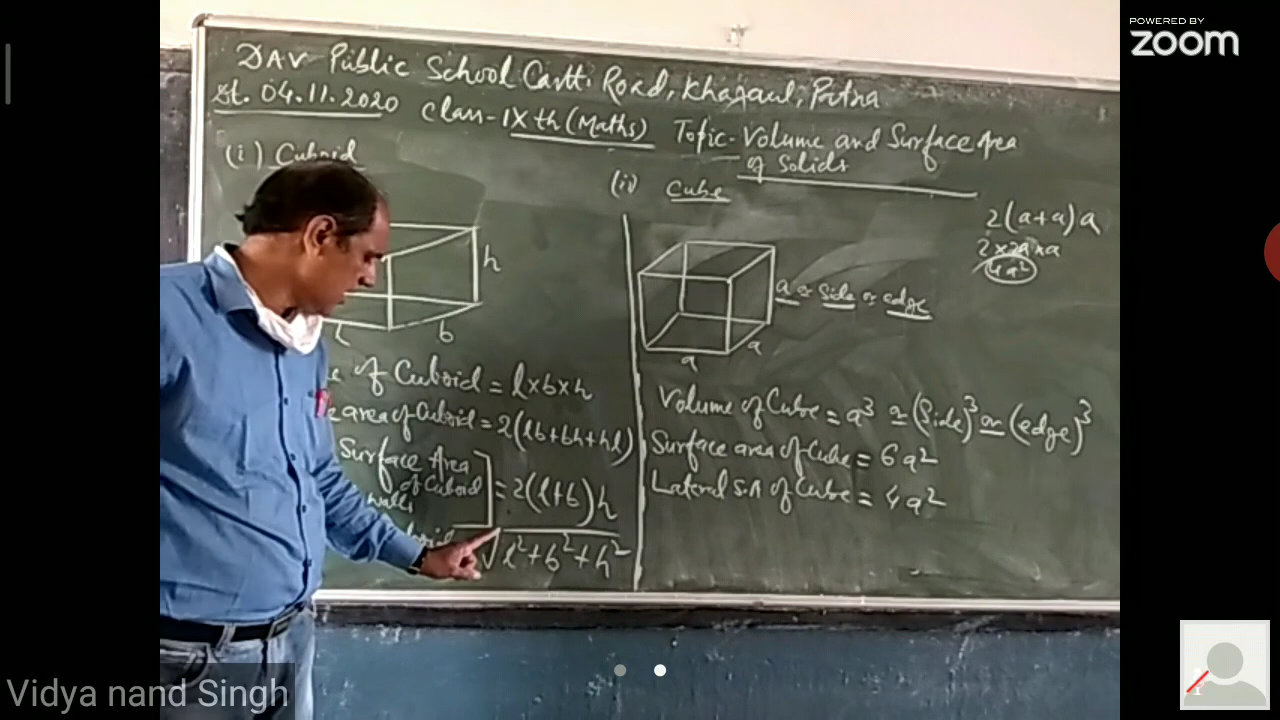 POWERED BY
zoom
DAV Public School Cantt. Road, Khagaul, Patna
Dt. 04.11.2020 Class-IXth (Maths) Topic- Volume and Surface Area
of Solids
(i) Cuboid
h
l
b
of Cuboid = l×b×h
area of Cuboid = 2(lb+bh+hl)
Surface Area
of Cuboid = 2(l+b)h
walls
√l²+b²+h²
(ii) Cube
a or side or edge
a
a
2(a+a)a
2×2a×a
4a²
Volume of Cube = a³ or (Side)³ or (edge)³
Surface area of Cube = 6a²
Lateral S.A of Cube = 4a²
Vidya nand Singh